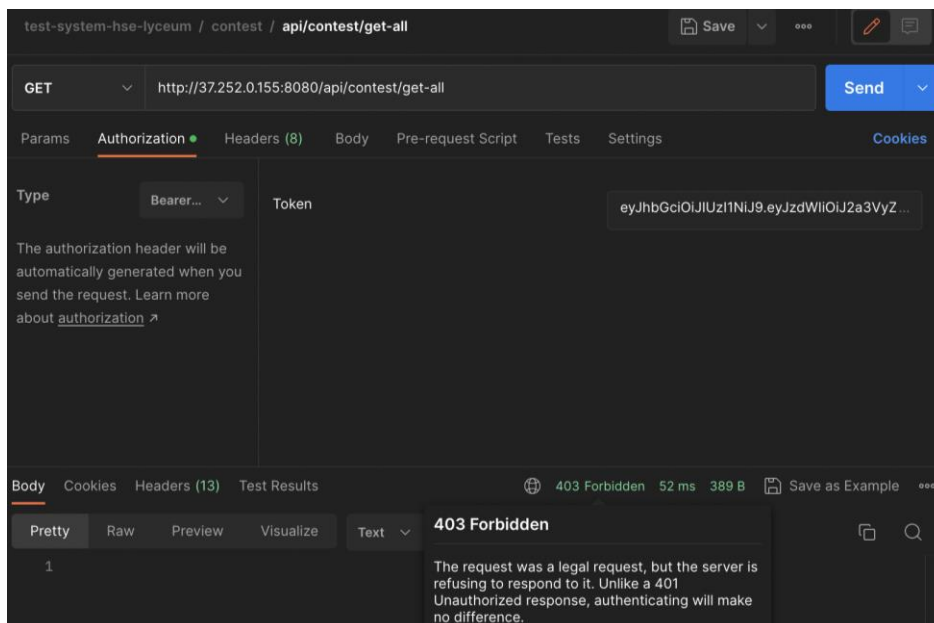 test-system-hse-lyceum / contest / api/contest/get-all Save ooo
GET http://37.252.0.155:8080/api/contest/get-all Send
Params Authorization Headers (8) Body Pre-request Script Tests Settings Cookies
Type Bearer... Token eyJhbGciOiJIUzI1NiJ9.eyJzdWIiOiJ2a3VyZ...
The authorization header will be
automatically generated when you
send the request. Learn more
about authorization ↗
Body Cookies Headers (13) Test Results 403 Forbidden 52 ms 389 B Save as Example ooo
Pretty Raw Preview Visualize Text
403 Forbidden
1
The request was a legal request, but the server is
refusing to respond to it. Unlike a 401
Unauthorized response, authenticating will make
no difference.